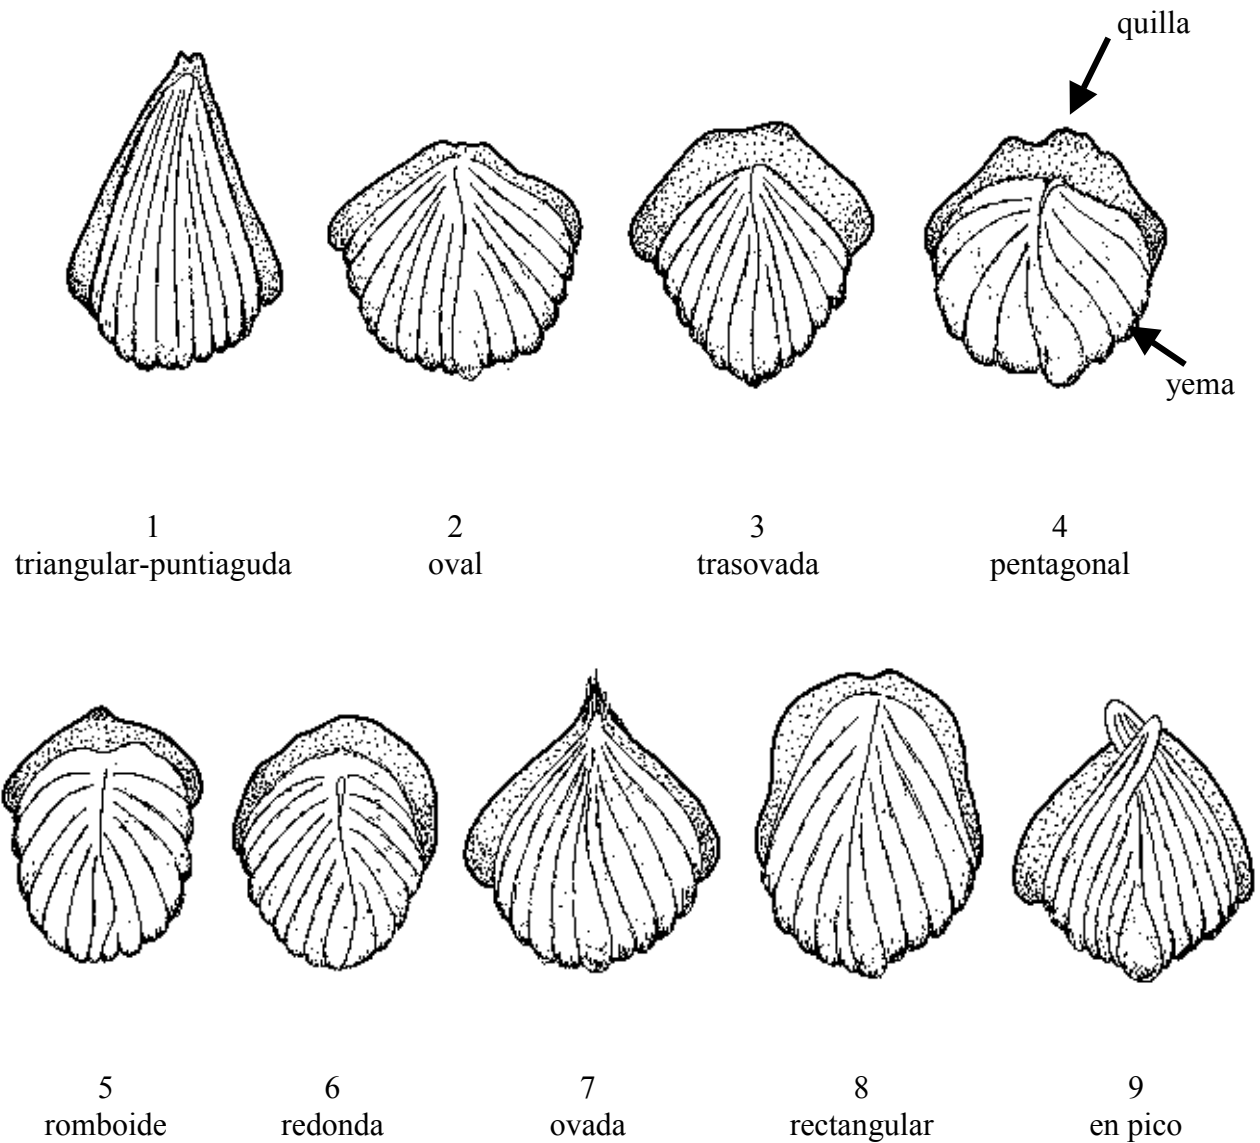 quilla
yema
1 2 3 4
triangular-puntiaguda oval trasovada pentagonal
5 6 7 8 9
romboide redonda ovada rectangular en pico